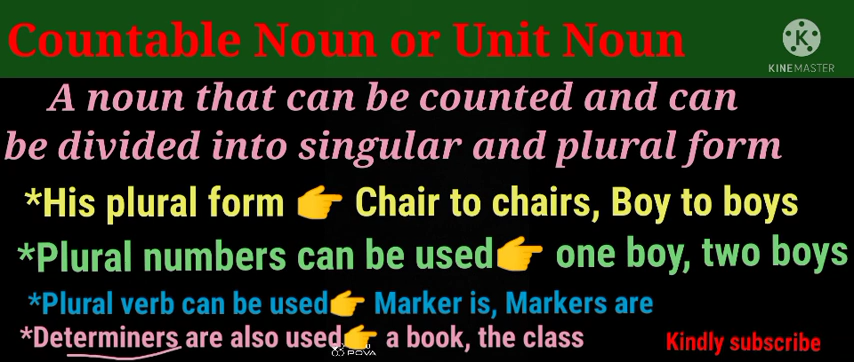 Countable Noun or Unit Noun
K
KINEMASTER
A noun that can be counted and can
be divided into singular and plural form
*His plural form 👉 Chair to chairs, Boy to boys
*Plural numbers can be used👉 one boy, two boys
*Plural verb can be used👉 Marker is, Markers are
*Determiners are also used👉 a book, the class
POVA
Kindly subscribe